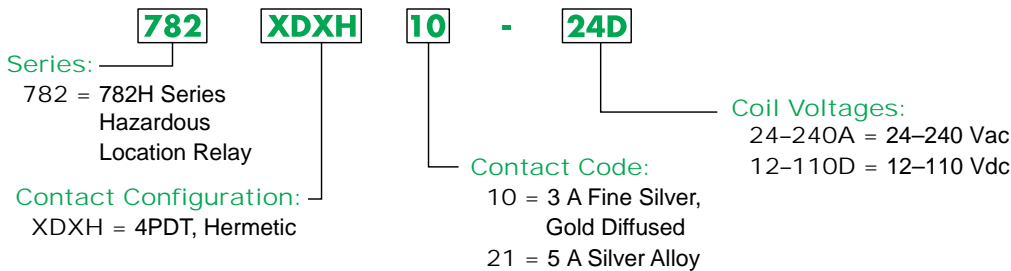 782 XDXH 10 - 24D
Series:
782 = 782H Series
Hazardous
Location Relay
Contact Configuration:
XDXH = 4PDT, Hermetic
Contact Code:
10 = 3 A Fine Silver,
Gold Diffused
21 = 5 A Silver Alloy
Coil Voltages:
24–240A = 24–240 Vac
12–110D = 12–110 Vdc